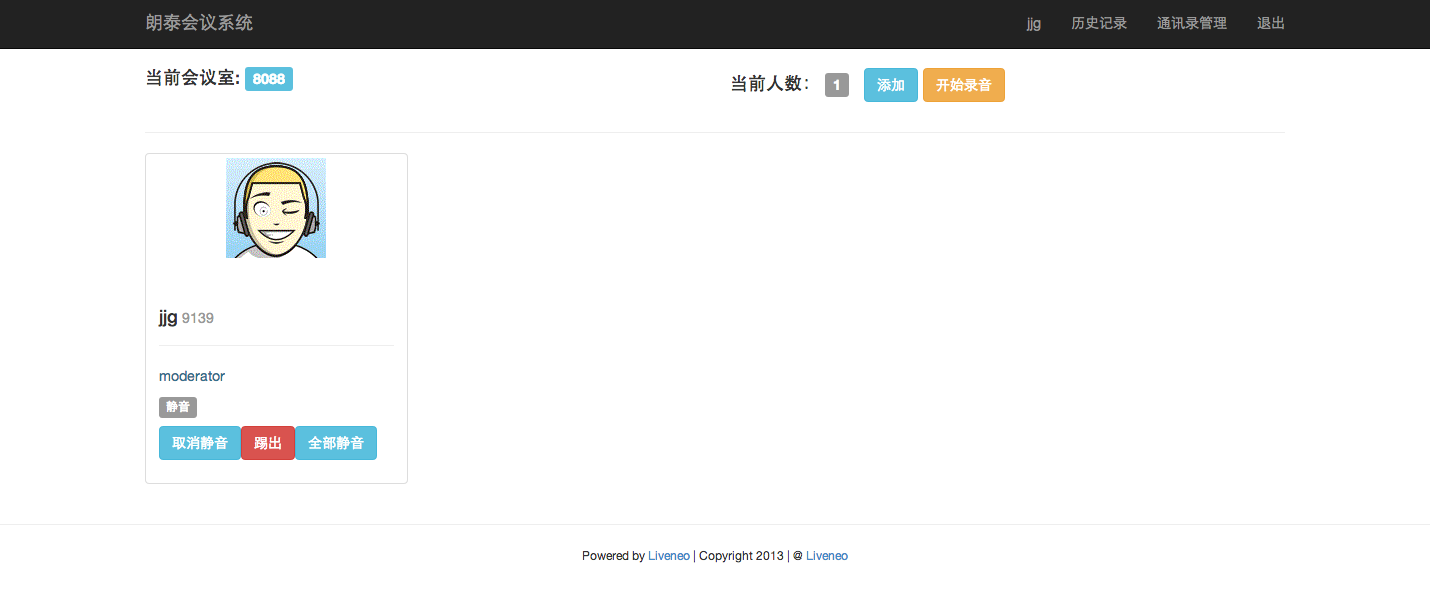 朗泰会议系统 jjg 历史记录 通讯录管理 退出
当前会议室: 8088 当前人数： 1 添加 开始录音
jjg 9139
moderator
静音
取消静音 踢出 全部静音
Powered by Liveneo | Copyright 2013 | @ Liveneo